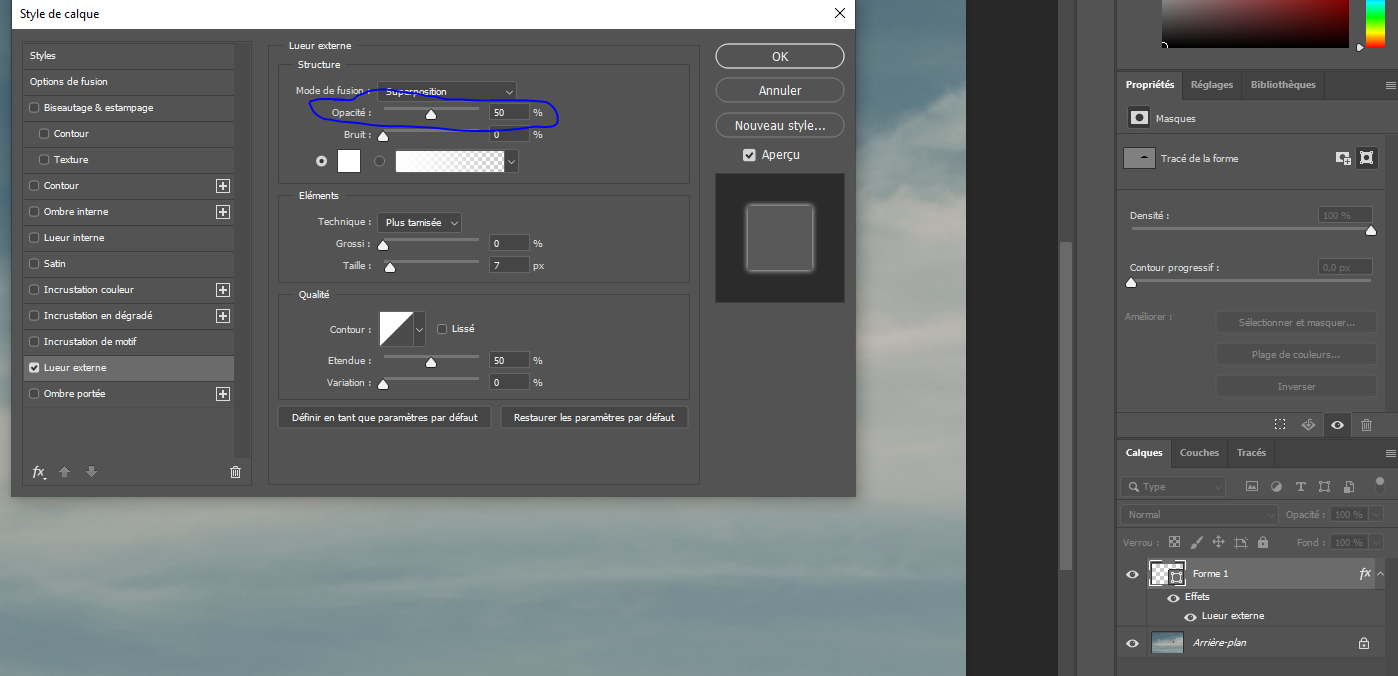 Style de calque
Styles
Options de fusion
Biseautage & estampage
Contour
Texture
Contour
Ombre interne
Lueur interne
Satin
Incrustation couleur
Incrustation en dégradé
Incrustation de motif
Lueur externe
Ombre portée
fx
Lueur externe
Structure
Mode de fusion : Superposition
Opacité : 50 %
Bruit : 0 %
Eléments
Technique : Plus tamisée
Grossi : 0 %
Taille : 7 px
Qualité
Contour : Lissé
Etendue : 50 %
Variation : 0 %
Définir en tant que paramètres par défaut Restaurer les paramètres par défaut
OK
Annuler
Nouveau style...
Aperçu
Propriétés Réglages Bibliothèques
Masques
Tracé de la forme
Densité : 100 %
Contour progressif : 0,0 px
Améliorer : Sélectionner et masquer...
Plage de couleurs...
Inverser
Calques Couches Tracés
Type T
Normal Opacité : 100 %
Verrou : Fond : 100 %
Forme 1 fx
Effets
Lueur externe
Arrière-plan